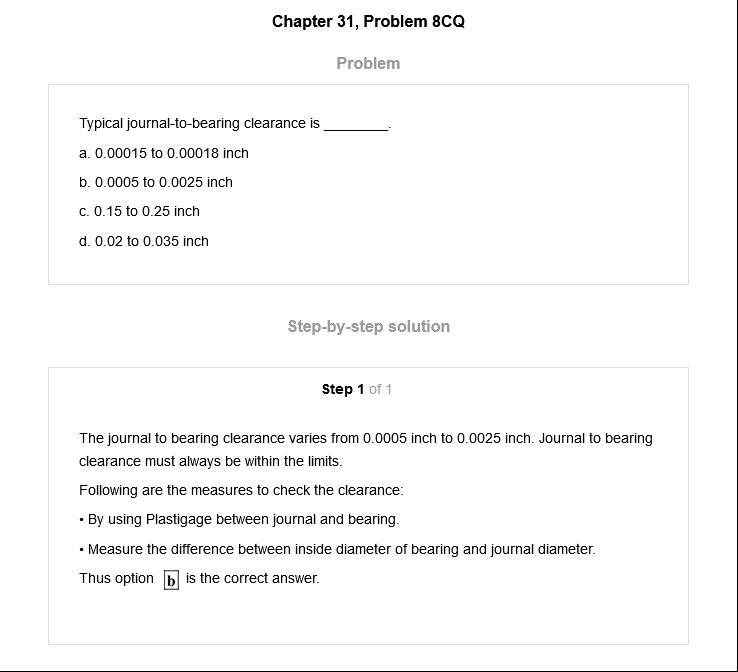 Chapter 31, Problem 8CQ
Problem
Typical journal-to-bearing clearance is ________.
a. 0.00015 to 0.00018 inch
b. 0.0005 to 0.0025 inch
c. 0.15 to 0.25 inch
d. 0.02 to 0.035 inch
Step-by-step solution
Step 1 of 1
The journal to bearing clearance varies from 0.0005 inch to 0.0025 inch. Journal to bearing
clearance must always be within the limits.
Following are the measures to check the clearance:
• By using Plastigage between journal and bearing.
• Measure the difference between inside diameter of bearing and journal diameter.
Thus option b is the correct answer.